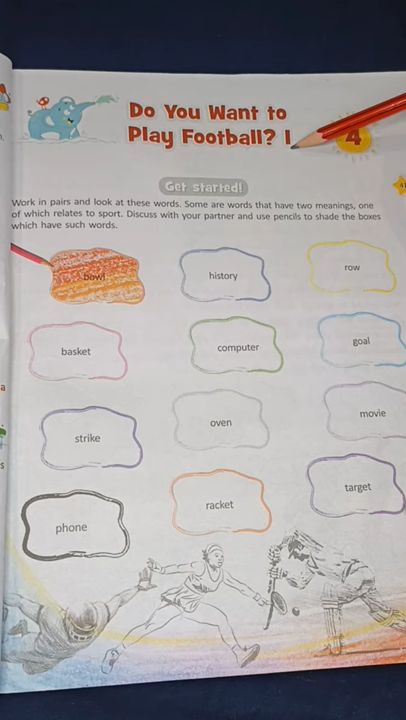 Do You Want to
Play Football? I
4
Get started!
Work in pairs and look at these words. Some are words that have two meanings, one
of which relates to sport. Discuss with your partner and use pencils to shade the boxes
which have such words.
bowl
history
row
basket
computer
goal
strike
oven
movie
phone
racket
target